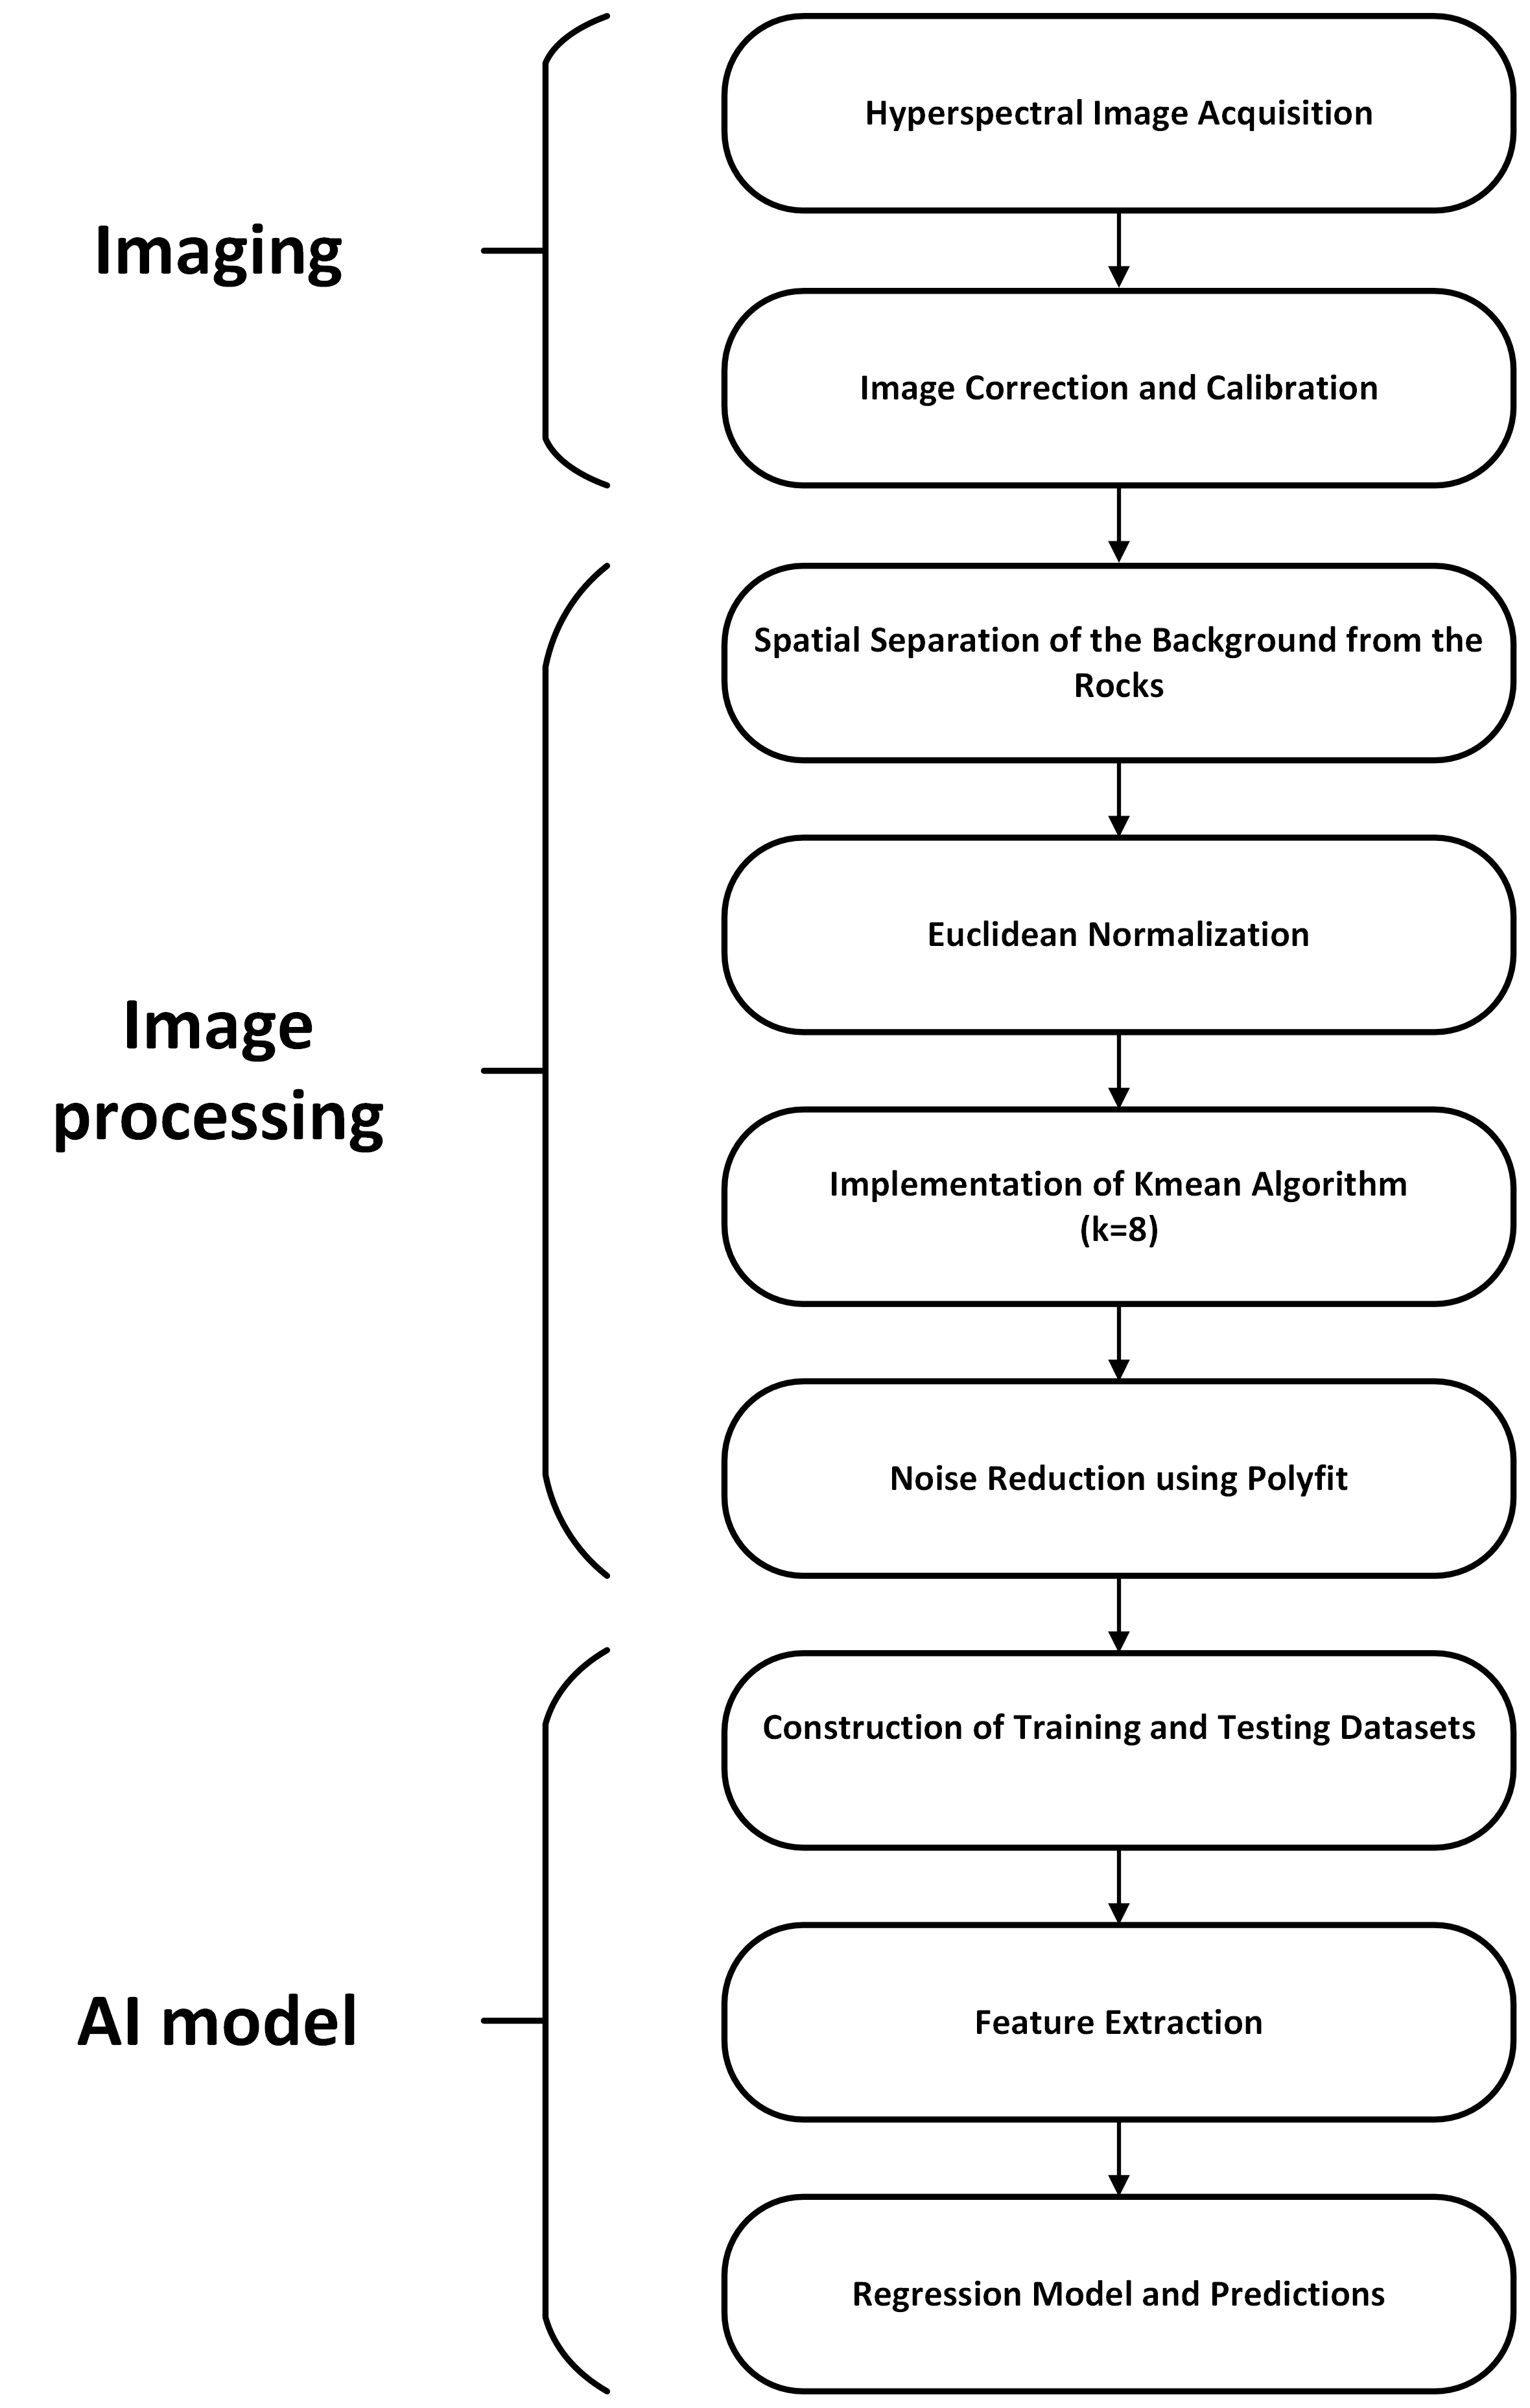 Imaging
Hyperspectral Image Acquisition
Image Correction and Calibration
Image
processing
Spatial Separation of the Background from the
Rocks
Euclidean Normalization
Implementation of Kmean Algorithm
(k=8)
Noise Reduction using Polyfit
AI model
Construction of Training and Testing Datasets
Feature Extraction
Regression Model and Predictions